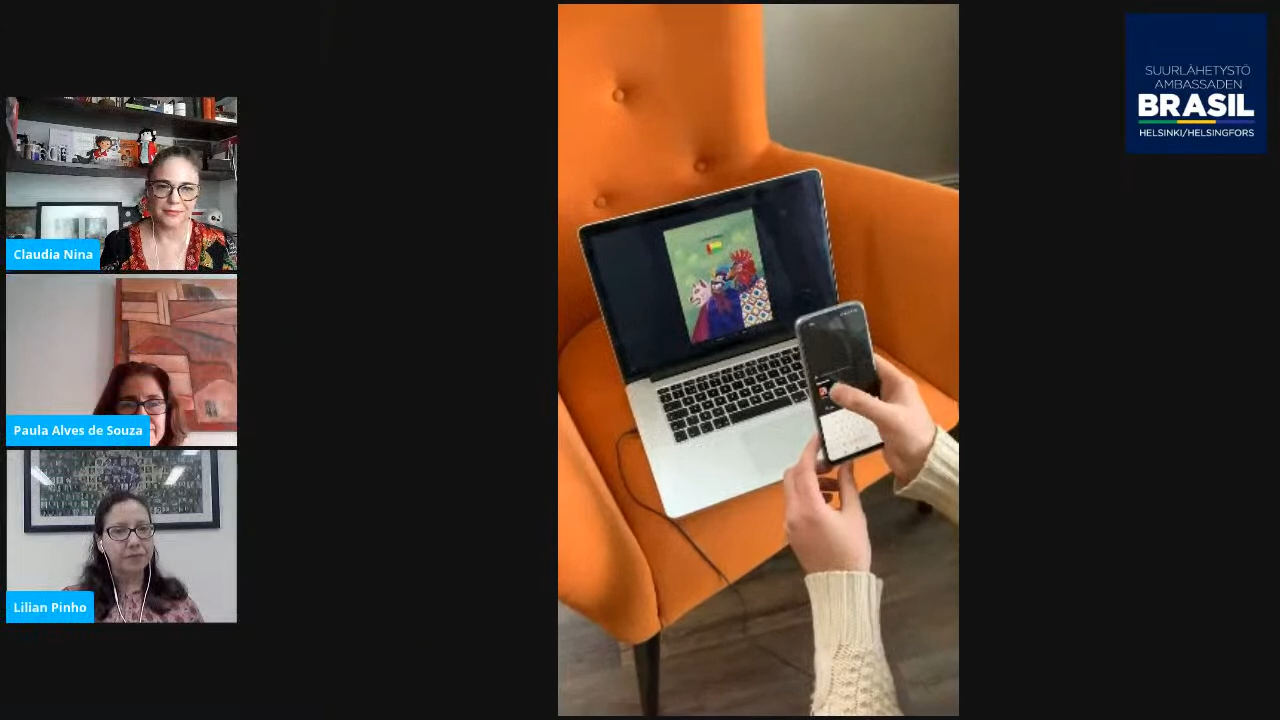 Claudia Nina
Paula Alves de Souza
Lilian Pinho
SUURLÄHETYSTÖ
AMBASSADEN
BRASIL
HELSINKI/HELSINGFORS